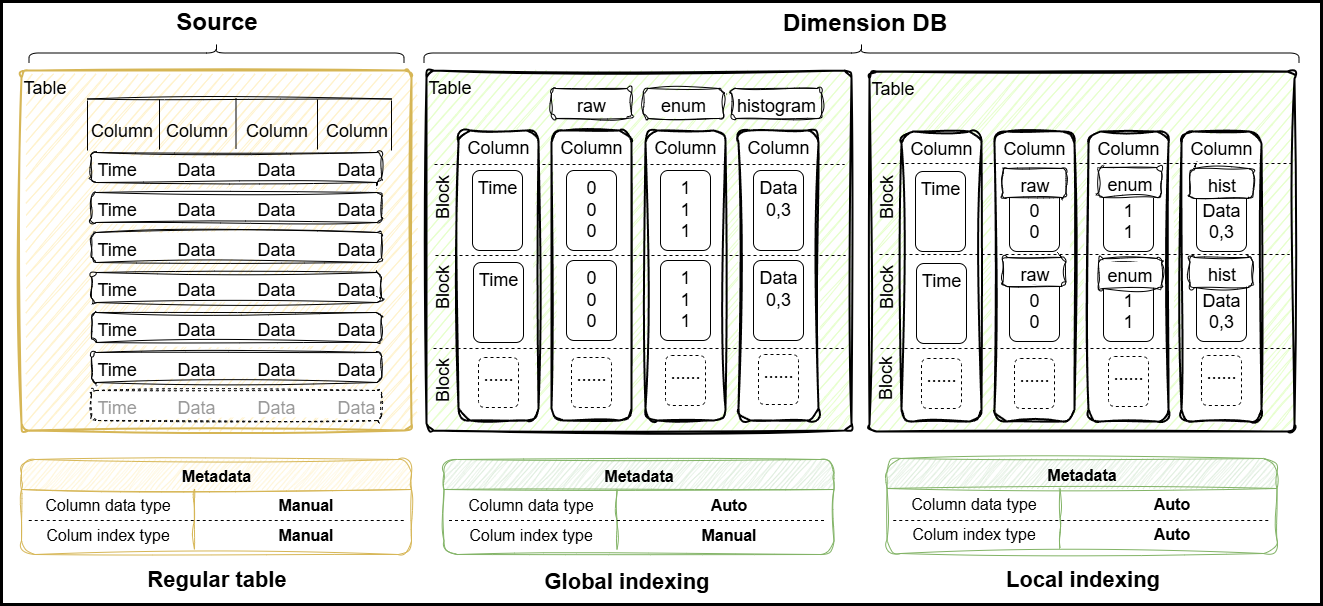 Source
Dimension DB
Table
Column Column Column Column
Time Data Data Data
Time Data Data Data
Time Data Data Data
Time Data Data Data
Time Data Data Data
Time Data Data Data
Time Data Data Data
Table
raw enum histogram
Column Column Column Column
Block
Time 0 1 Data
0 1 0,3
0 1
Block
Time 0 1 Data
0 1 0,3
0 1
Block
...... ...... ...... ......
Table
Column Column Column Column
Block
Time raw enum hist
0 1 Data
0 1 0,3
Block
Time raw enum hist
0 1 Data
0 1 0,3
Block
...... ...... ...... ......
Metadata
Column data type Manual
Colum index type Manual
Regular table
Metadata
Column data type Auto
Colum index type Manual
Global indexing
Metadata
Column data type Auto
Colum index type Auto
Local indexing